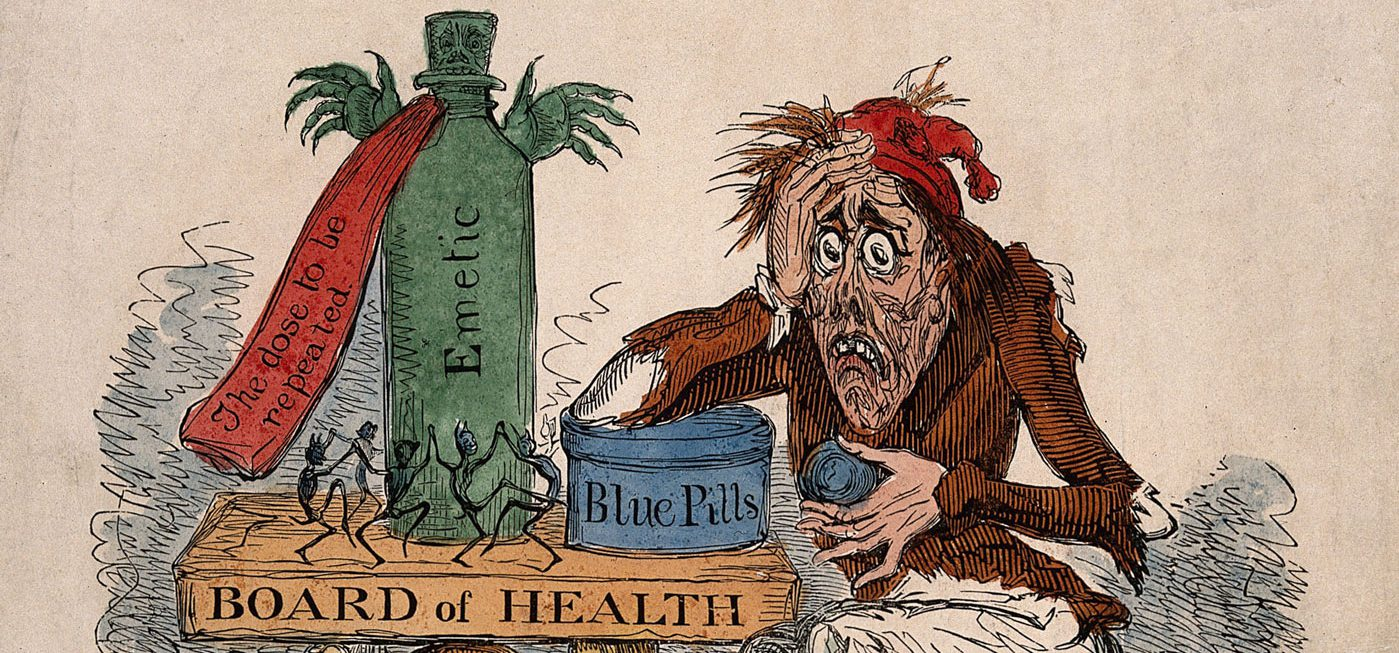 The dose to be
repeated
Emetic
Blue Pills
BOARD of HEALTH